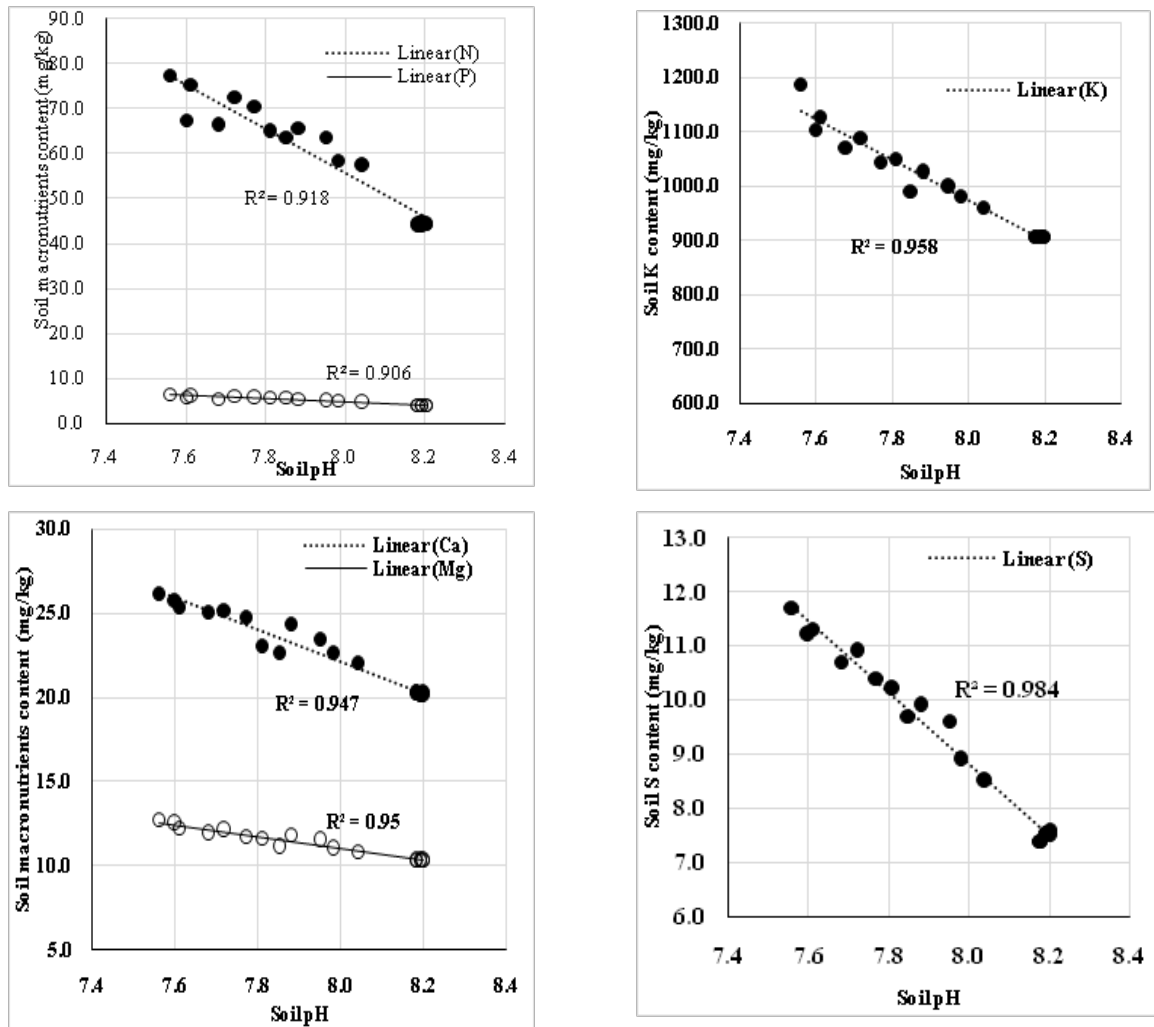 90.0
80.0
70.0
60.0
50.0
40.0
30.0
20.0
10.0
0.0
Soil macronutrients content (mg/kg)
Linear (N)
Linear (P)
R² = 0.918
R² = 0.906
7.4 7.6 7.8 8.0 8.2 8.4
Soil pH
1300.0
1200.0
1100.0
1000.0
900.0
800.0
700.0
600.0
Soil K content (mg/kg)
Linear (K)
R² = 0.958
7.4 7.6 7.8 8.0 8.2 8.4
Soil pH
30.0
25.0
20.0
15.0
10.0
5.0
Soil macronutrients content (mg/kg)
Linear (Ca)
Linear (Mg)
R² = 0.947
R² = 0.95
7.4 7.6 7.8 8.0 8.2 8.4
Soil pH
13.0
12.0
11.0
10.0
9.0
8.0
7.0
6.0
Soil S content (mg/kg)
Linear (S)
R² = 0.984
7.4 7.6 7.8 8.0 8.2 8.4
Soil pH